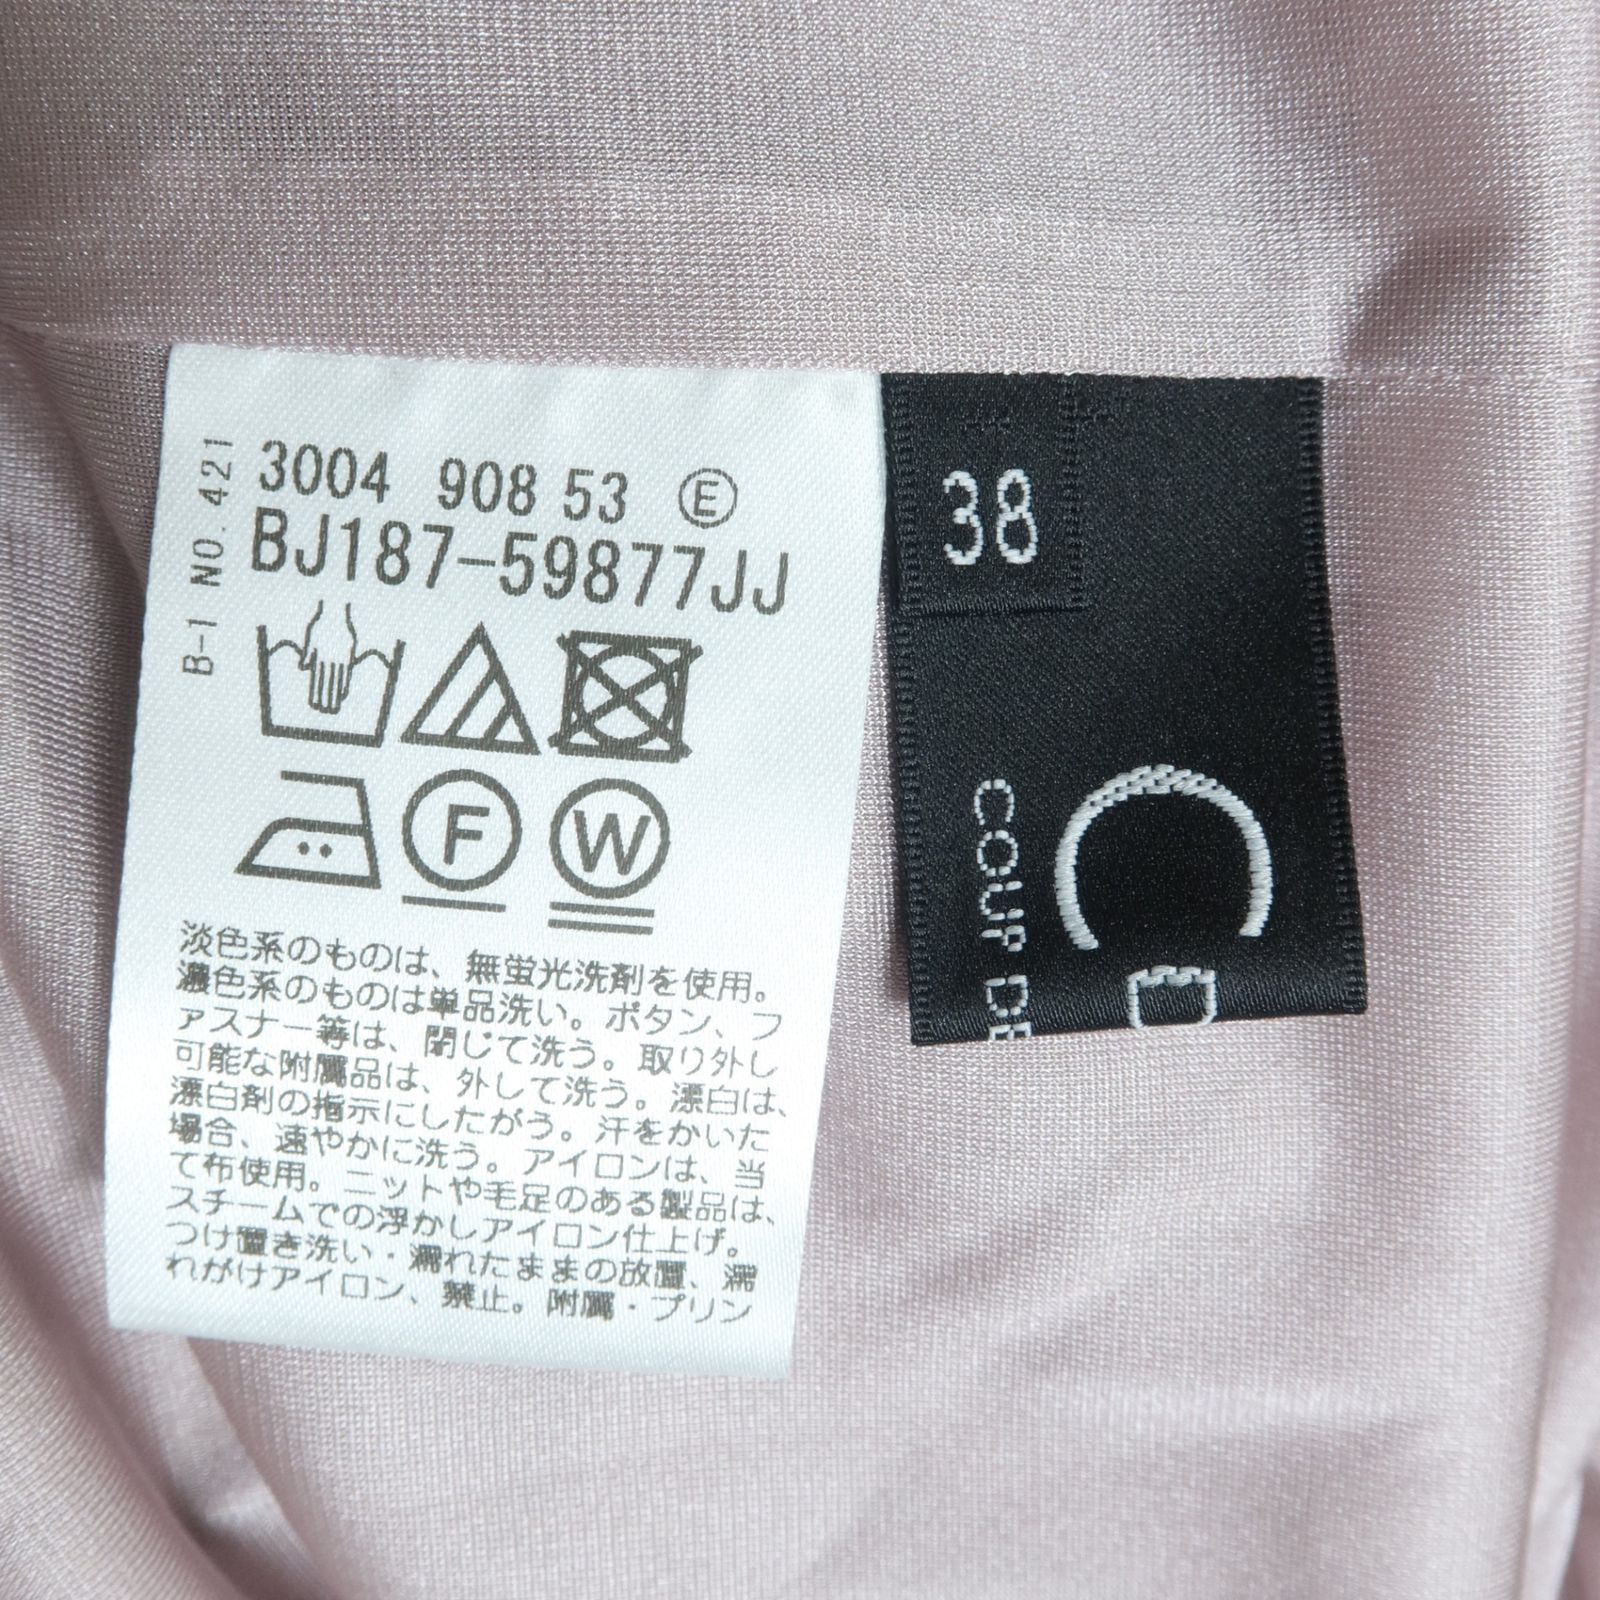 3004 908 53 Ⓔ
BJ187-59877JJ
B-1 NO.421
F
W
淡色系のものは、無蛍光洗剤を使用。
濃色系のものは単品洗い。ボタン、フ
ァスナー等は、閉じて洗う。取り外し
可能な附属品は、外して洗う。漂白は、
漂白剤の指示にしたがう。汗をかいた
場合、速やかに洗う。アイロンは、当
て布使用。ニットや毛足のある製品は、
スチームでの浮かしアイロン仕上げ。
つけ置き洗い・濡れたままの放置、濡
れがけアイロン、禁止。附属・プリン
38
C D
COUP DE